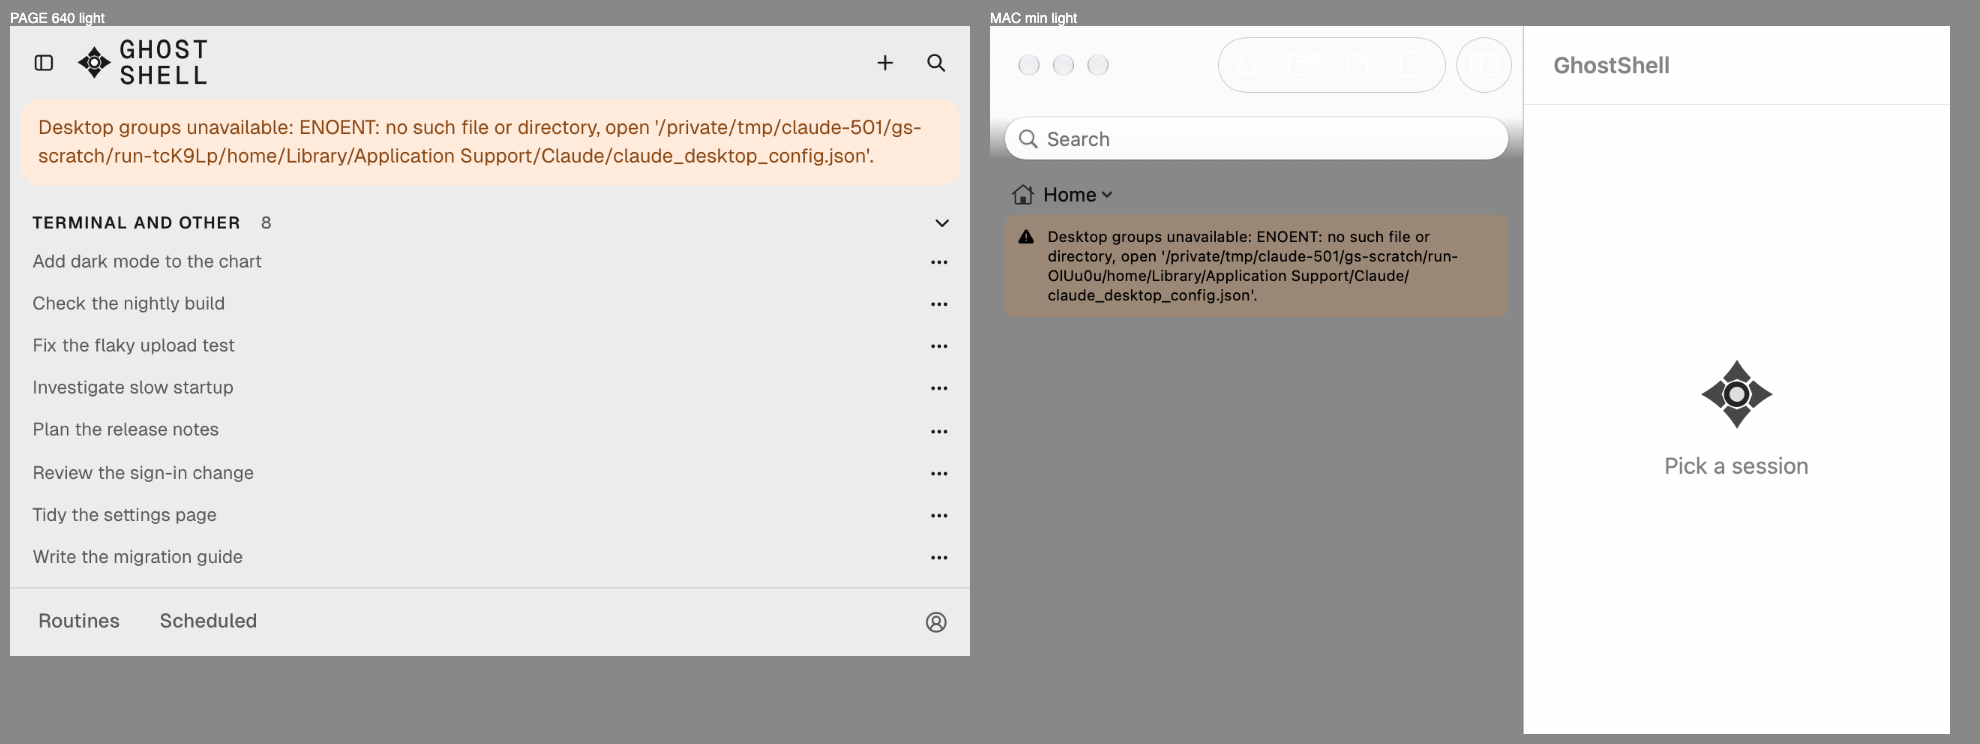 PAGE 640 light
GHOST
SHELL
Desktop groups unavailable: ENOENT: no such file or directory, open '/private/tmp/claude-501/gs-
scratch/run-tcK9Lp/home/Library/Application Support/Claude/claude_desktop_config.json'.
TERMINAL AND OTHER 8
Add dark mode to the chart
Check the nightly build
Fix the flaky upload test
Investigate slow startup
Plan the release notes
Review the sign-in change
Tidy the settings page
Write the migration guide
Routines Scheduled
MAC min light
Search
Home
Desktop groups unavailable: ENOENT: no such file or
directory, open '/private/tmp/claude-501/gs-scratch/run-
OlUu0u/home/Library/Application Support/Claude/
claude_desktop_config.json'.
GhostShell
Pick a session